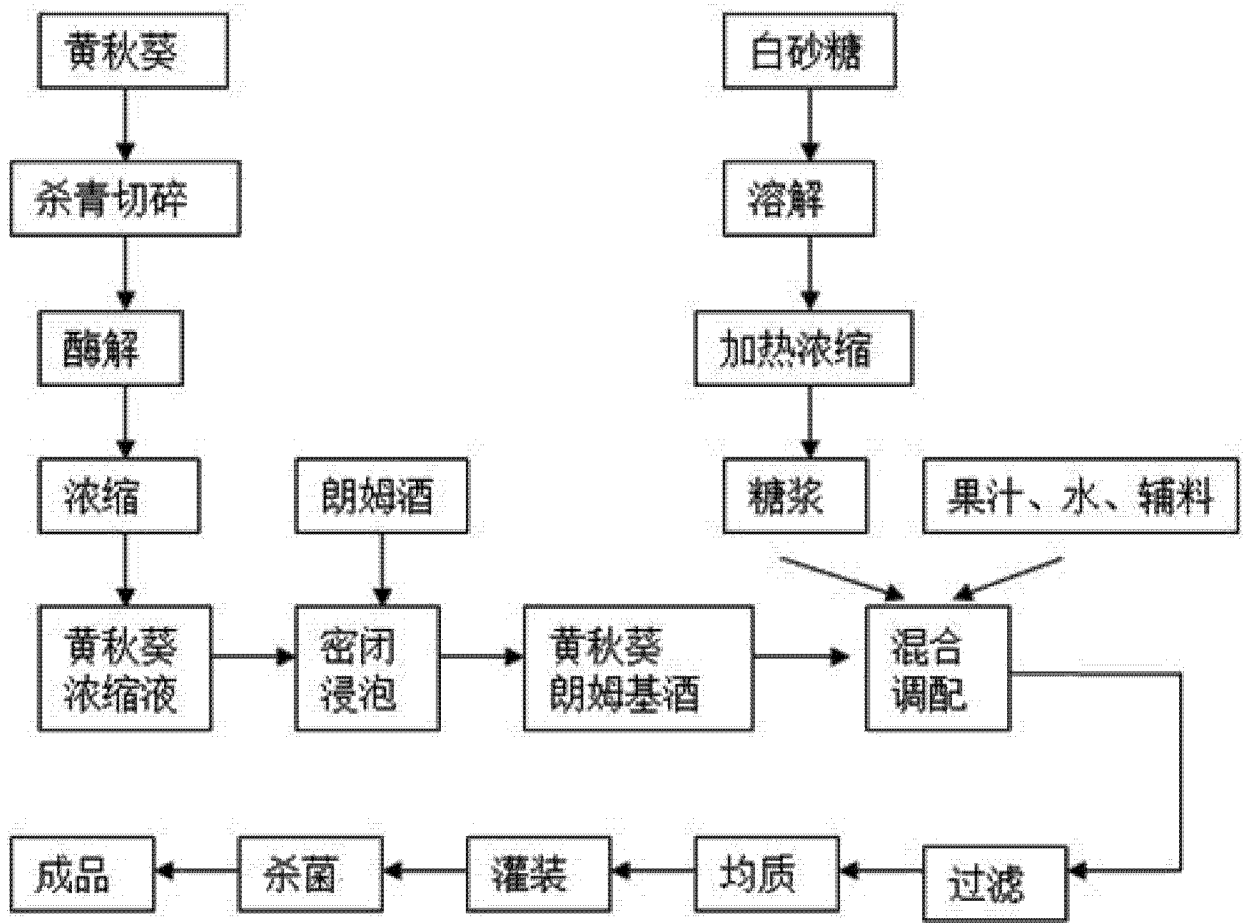 黄秋葵
白砂糖
杀青切碎
溶解
酶解
加热浓缩
浓缩
朗姆酒
糖浆
果汁、水、辅料
黄秋葵
浓缩液
密闭
浸泡
黄秋葵
朗姆基酒
混合
调配
成品
杀菌
灌装
均质
过滤